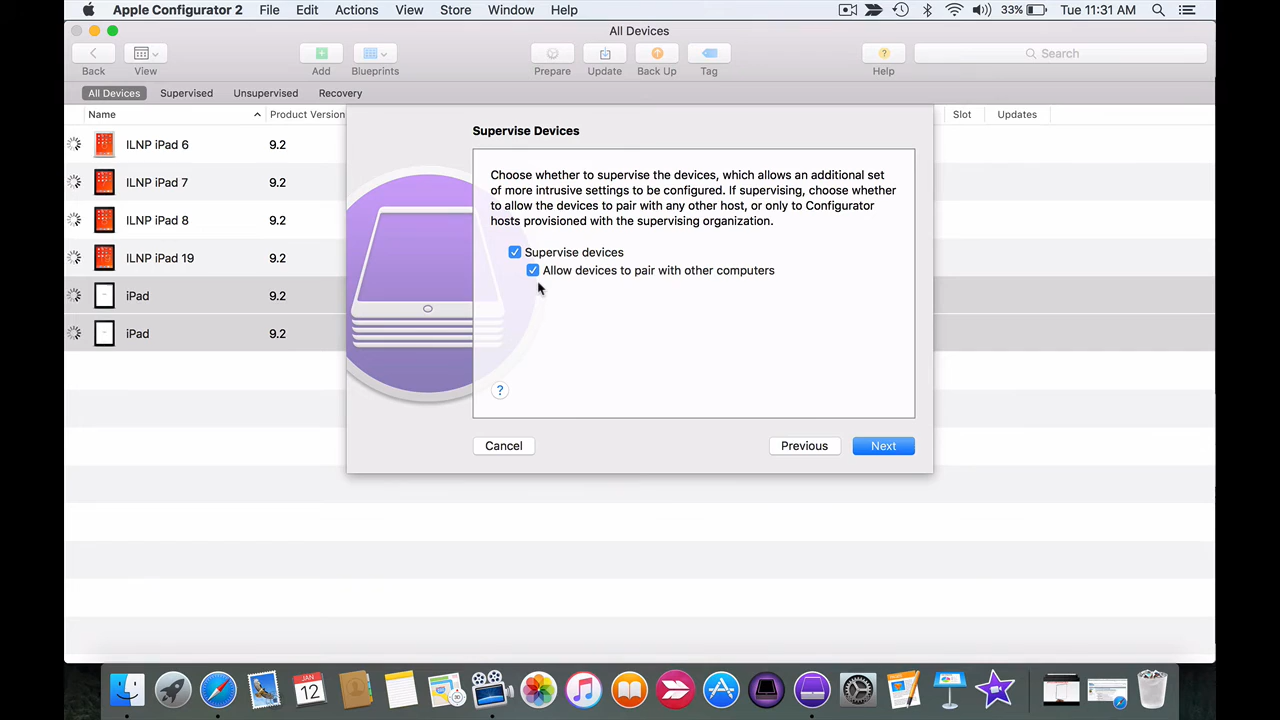 Apple Configurator 2 File Edit Actions View Store Window Help 33% Tue 11:31 AM
All Devices
Back View Add Blueprints Prepare Update Back Up Tag Help Search
All Devices Supervised Unsupervised Recovery
Name Product Version Slot Updates
ILNP iPad 6 9.2
ILNP iPad 7 9.2
ILNP iPad 8 9.2
ILNP iPad 19 9.2
iPad 9.2
iPad 9.2
Supervise Devices
Choose whether to supervise the devices, which allows an additional set
of more intrusive settings to be configured. If supervising, choose whether
to allow the devices to pair with any other host, or only to Configurator
hosts provisioned with the supervising organization.
Supervise devices
Allow devices to pair with other computers
?
Cancel Previous Next
JAN
12